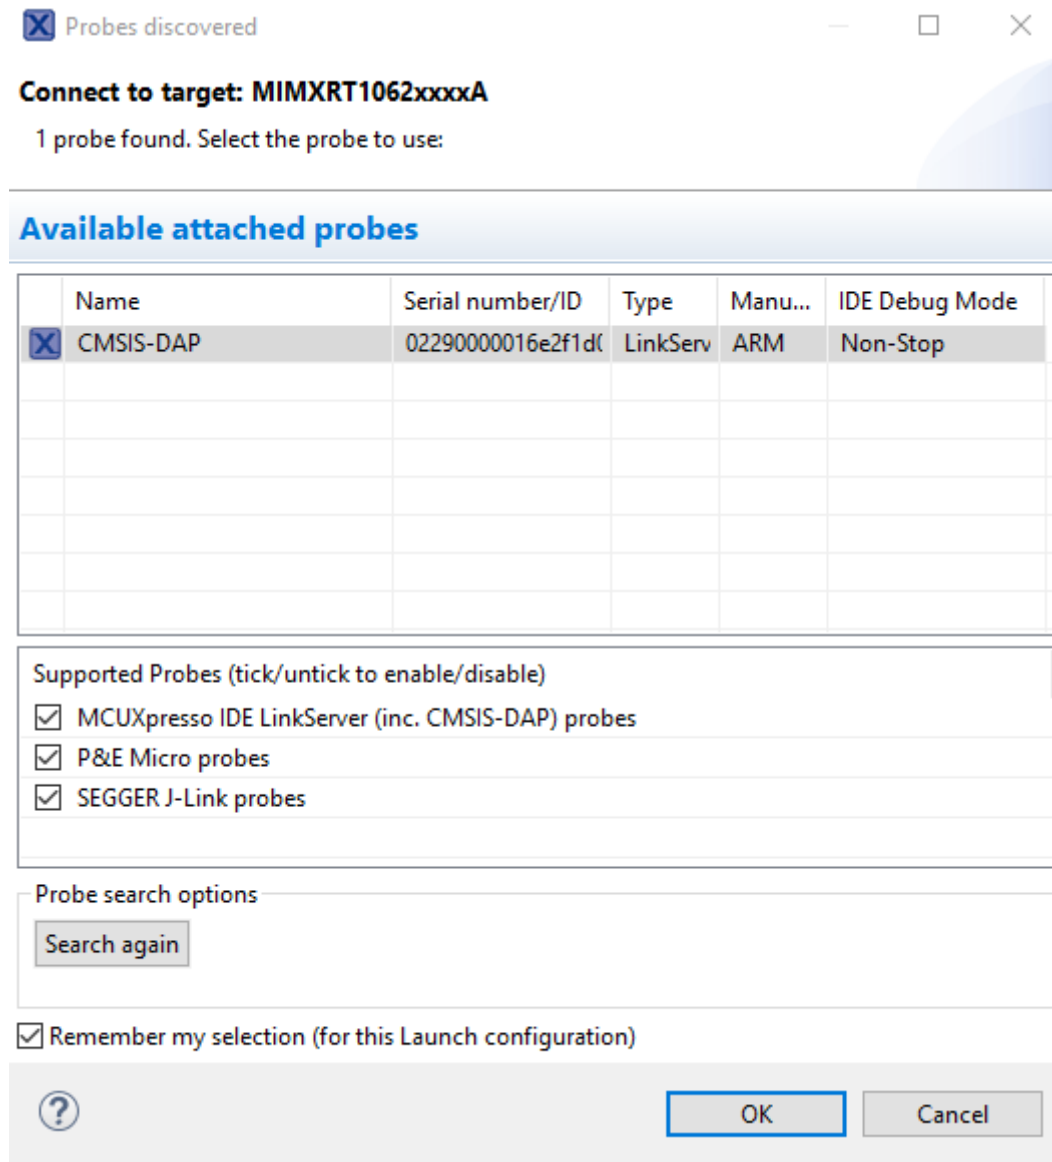 Probes discovered
Connect to target: MIMXRT1062xxxxA
1 probe found. Select the probe to use:
Available attached probes
Name Serial number/ID Type Manu... IDE Debug Mode
CMSIS-DAP 02290000016e2f1d( LinkServ ARM Non-Stop
Supported Probes (tick/untick to enable/disable)
MCUXpresso IDE LinkServer (inc. CMSIS-DAP) probes
P&E Micro probes
SEGGER J-Link probes
Probe search options
Search again
Remember my selection (for this Launch configuration)
? OK Cancel